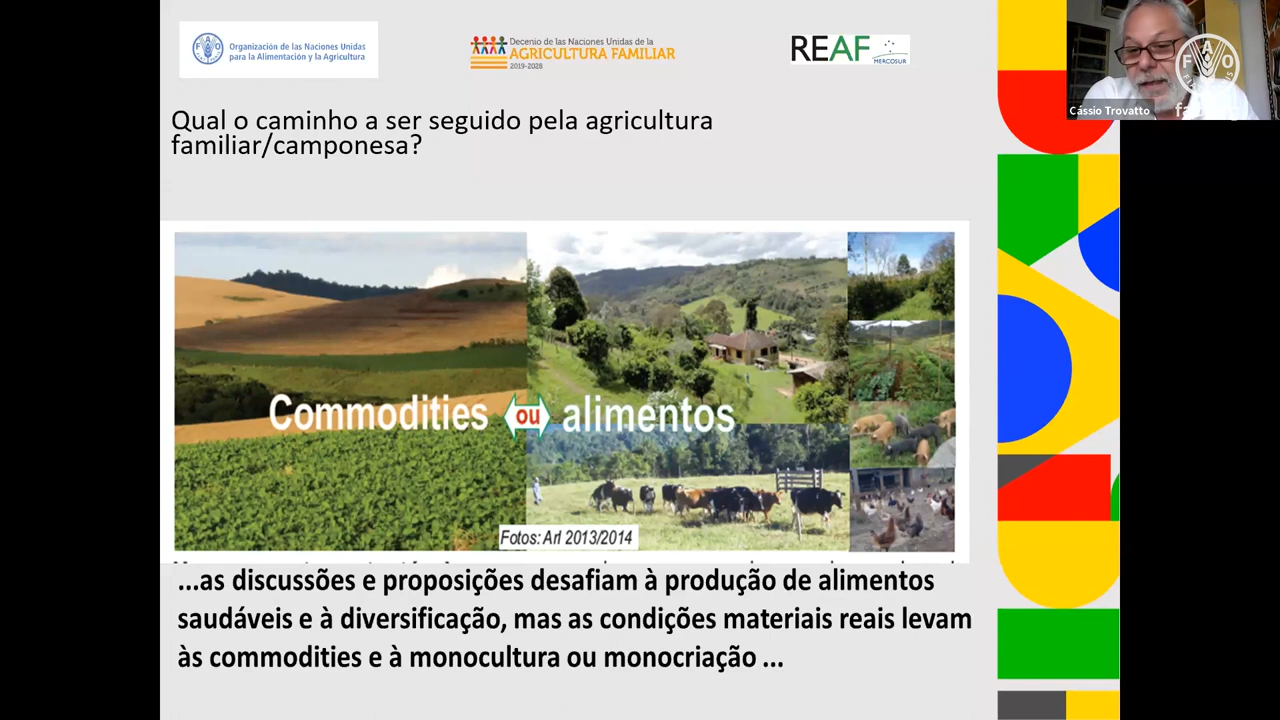 FAO
Organización de las Naciones Unidas
para la Alimentación y la Agricultura
Decenio de las Naciones Unidas de la
AGRICULTURA FAMILIAR
2019-2028
REAF
MERCOSUR
Cássio Trovatto
Qual o caminho a ser seguido pela agricultura
familiar/camponesa?
Commodities ou alimentos
Fotos: Arl 2013/2014
...as discussões e proposições desafiam à produção de alimentos
saudáveis e à diversificação, mas as condições materiais reais levam
às commodities e à monocultura ou monocriação ...